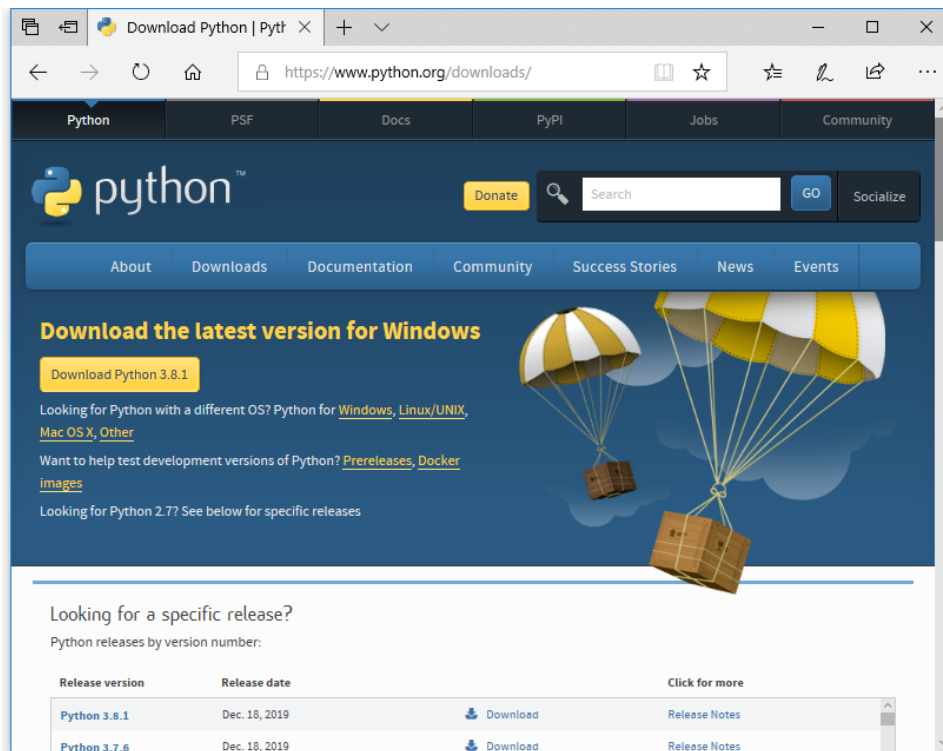 Download Python | Pyth
https://www.python.org/downloads/
Python PSF Docs PyPI Jobs Community
python™
Donate Search GO Socialize
About Downloads Documentation Community Success Stories News Events
Download the latest version for Windows
Download Python 3.8.1
Looking for Python with a different OS? Python for Windows, Linux/UNIX,
Mac OS X, Other
Want to help test development versions of Python? Prereleases, Docker
images
Looking for Python 2.7? See below for specific releases
Looking for a specific release?
Python releases by version number:
Release version Release date Click for more
Python 3.8.1 Dec. 18, 2019 Download Release Notes
Python 3.7.6 Dec. 18, 2019 Download Release Notes